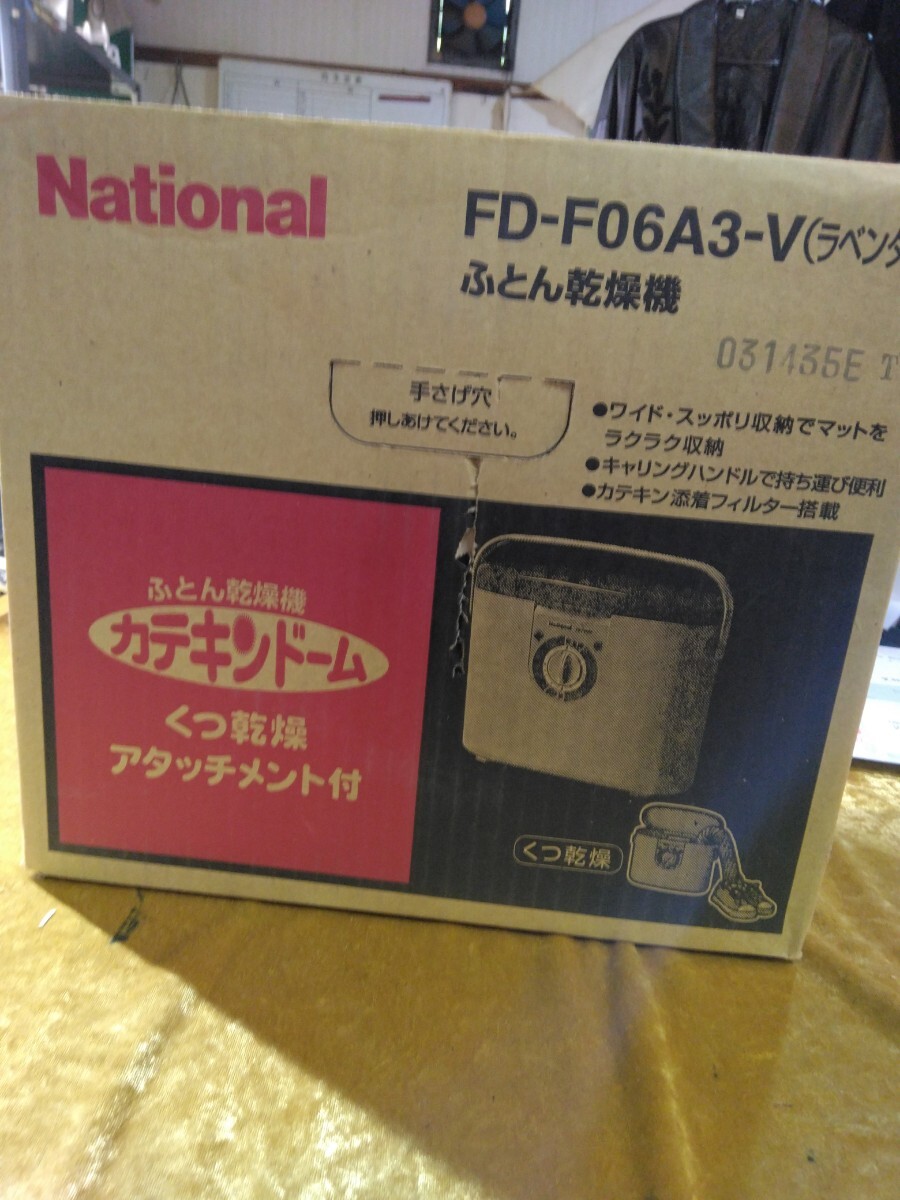 National
FD-F06A3-V(ラベンダ
ふとん乾燥機
031435E T
手さげ穴
押しあけてください。
●ワイド・スッポリ収納でマットを
ラクラク収納
●キャリングハンドルで持ち運び便利
●カテキン添着フィルター搭載
ふとん乾燥機
カテキンドーム
くつ乾燥
アタッチメント付
National
くつ乾燥